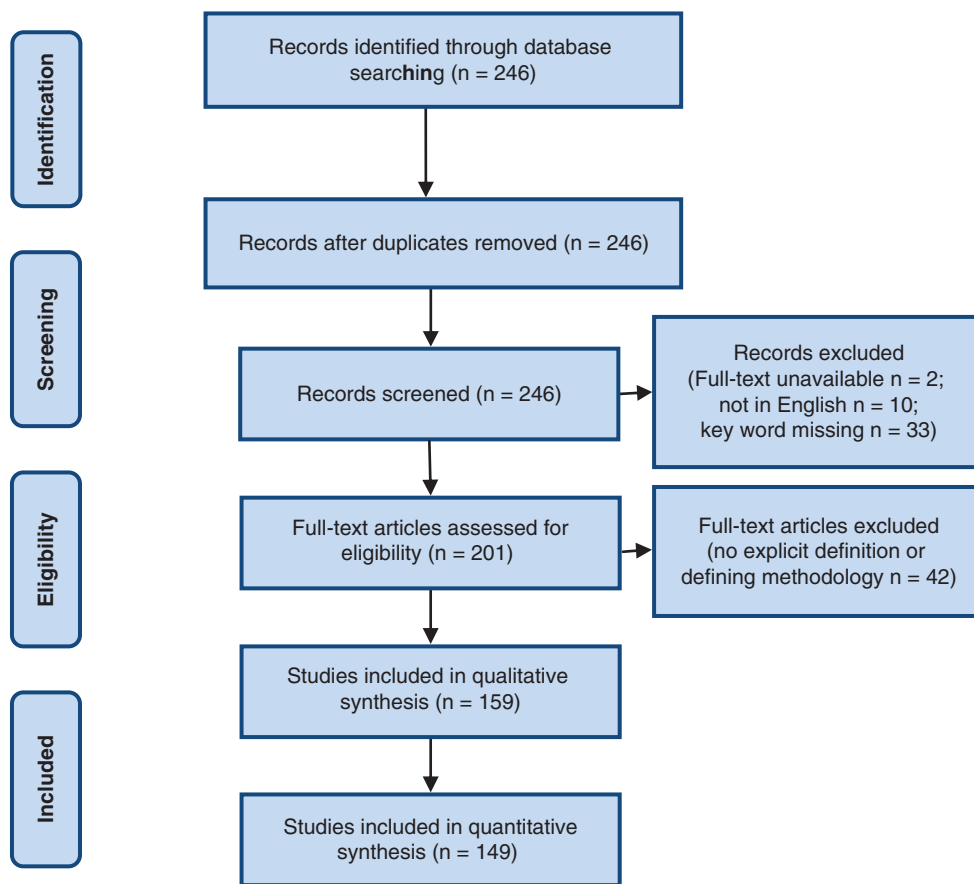 Identification
Records identified through database
searching (n = 246)
Records after duplicates removed (n = 246)
Screening
Records screened (n = 246)
Records excluded
(Full-text unavailable n = 2;
not in English n = 10;
key word missing n = 33)
Eligibility
Full-text articles assessed for
eligibility (n = 201)
Full-text articles excluded
(no explicit definition or
defining methodology n = 42)
Studies included in qualitative
synthesis (n = 159)
Included
Studies included in quantitative
synthesis (n = 149)